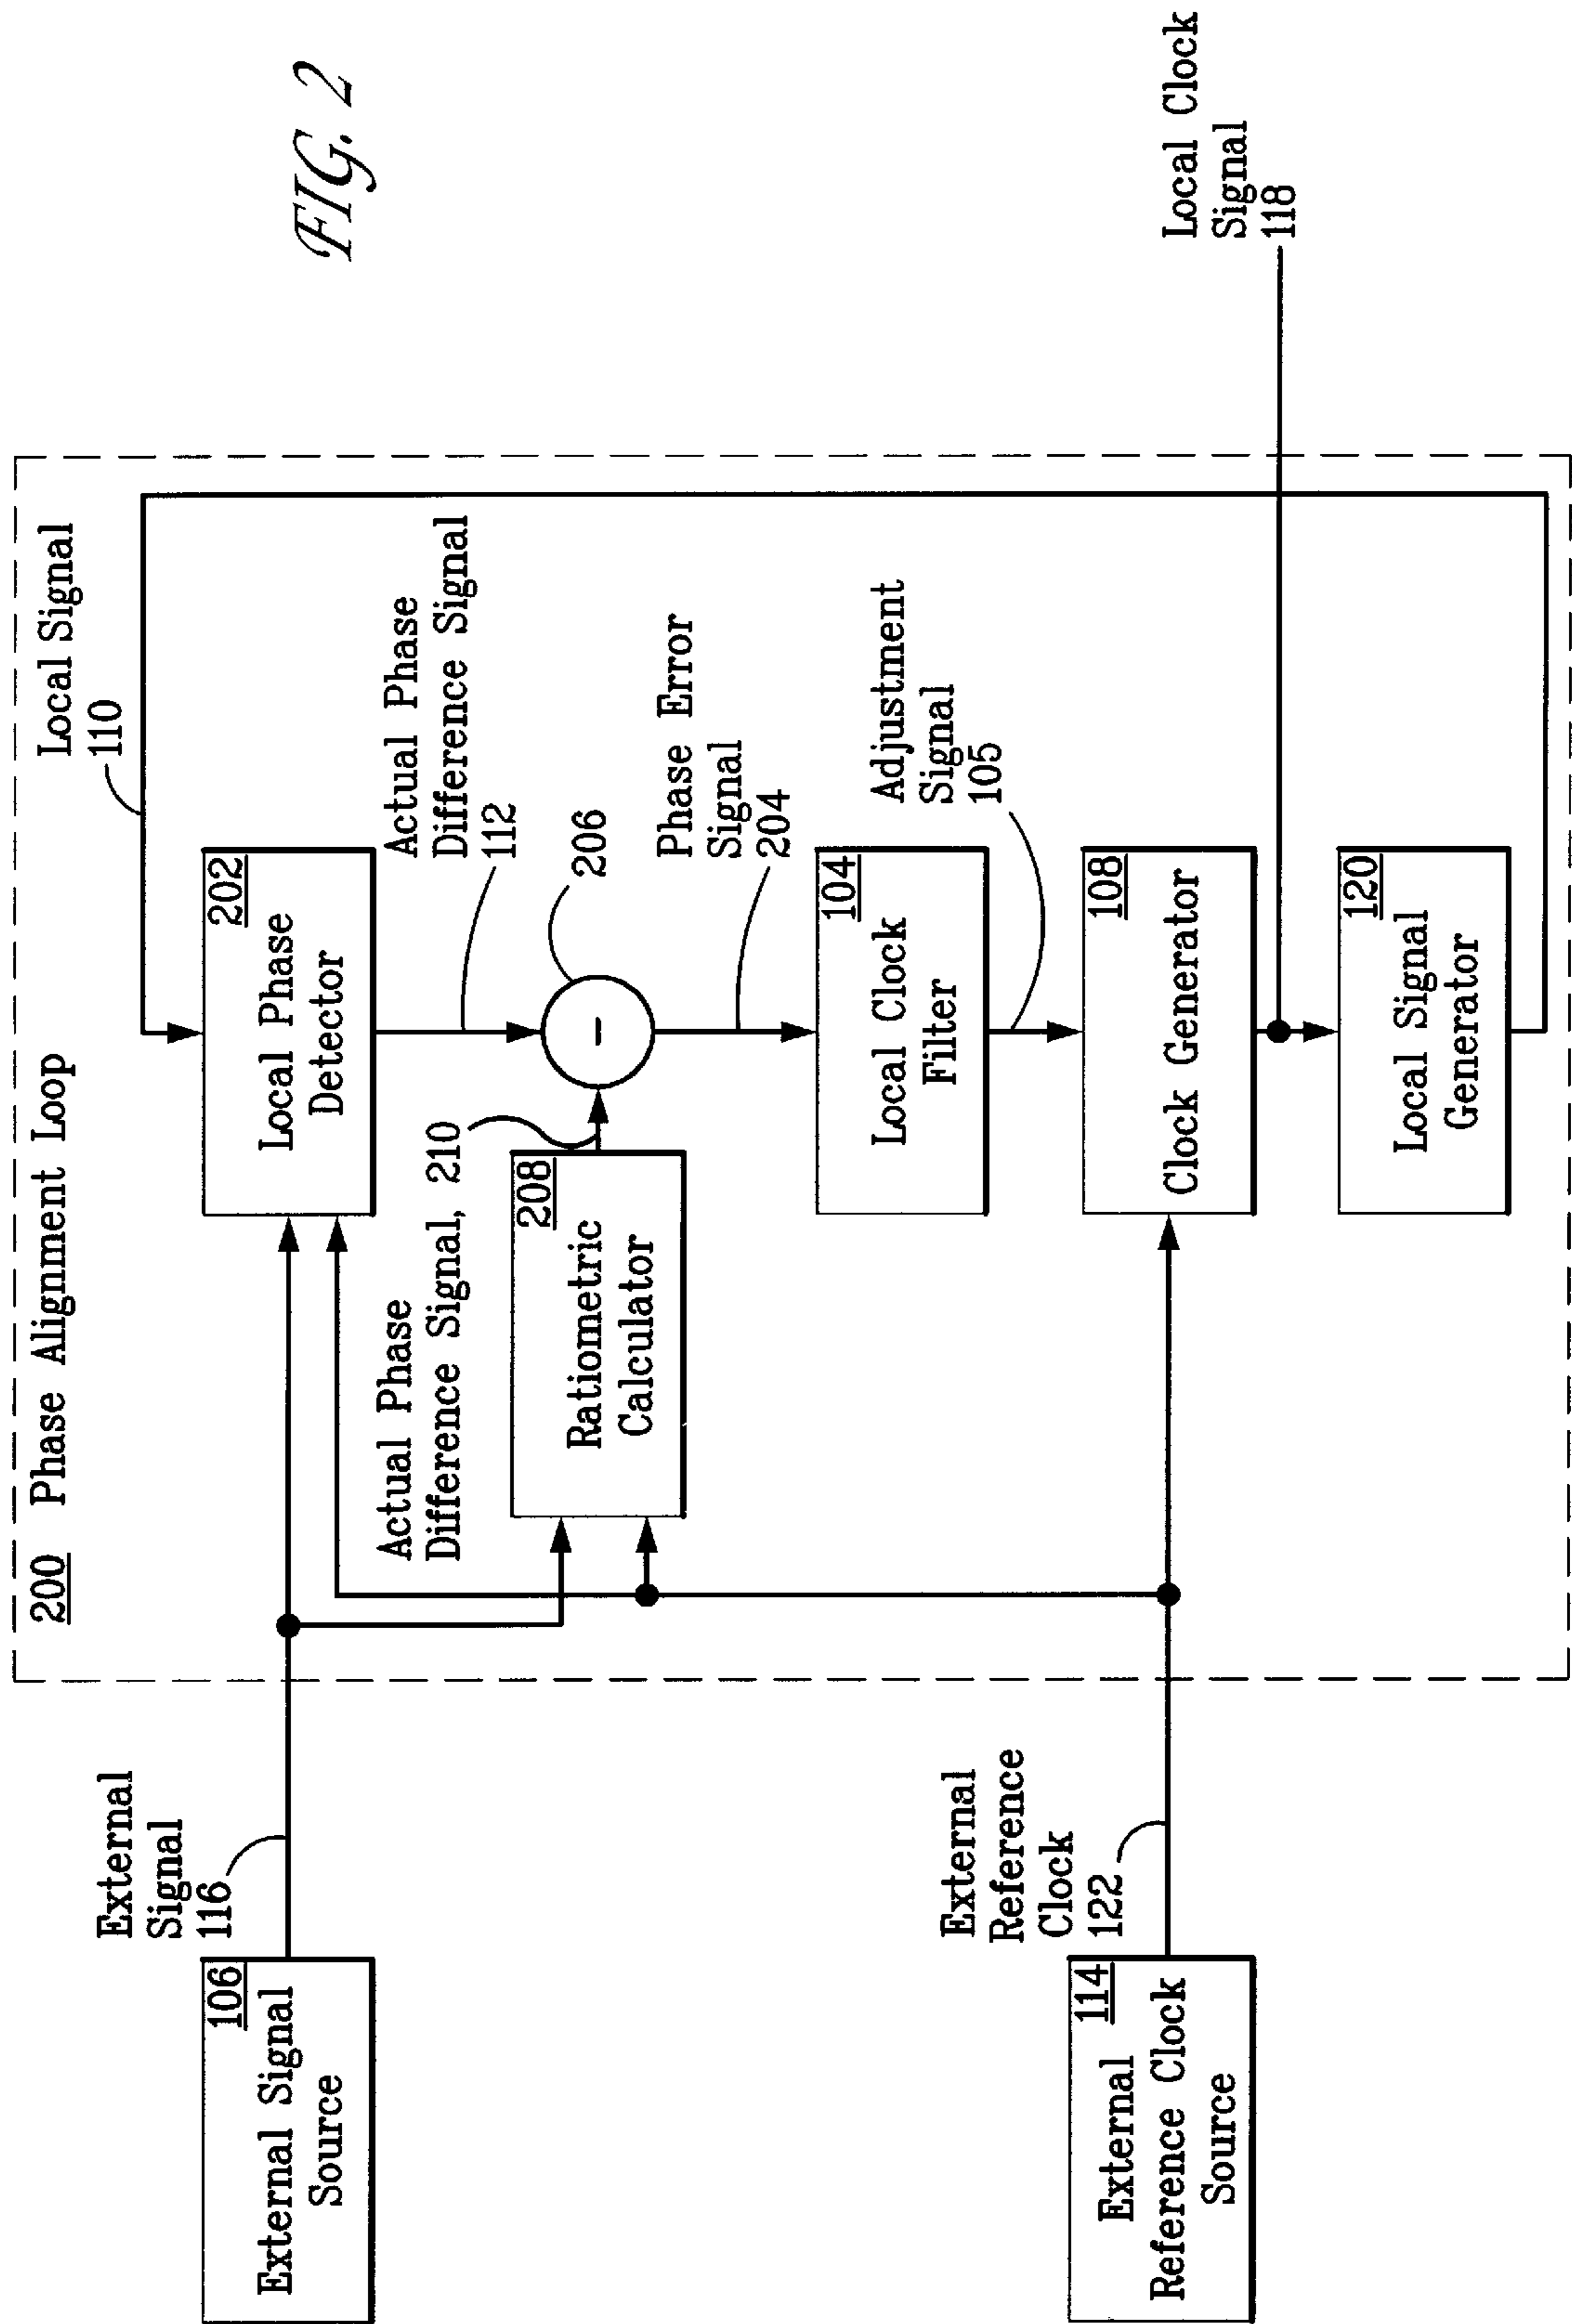 FIG. 2
200 Phase Alignment Loop
Local Signal
110
External
Signal
116
106
External Signal
Source
202
Local Phase
Detector
Actual Phase
Difference Signal
112
206
-
Actual Phase
Difference Signal, 210
208
Ratiometric
Calculator
Phase Error
Signal
204
104
Local Clock
Filter
Adjustment
Signal
105
External
Reference
Clock
122
114
External
Reference Clock
Source
108
Clock Generator
Local Clock
Signal
118
120
Local Signal
Generator